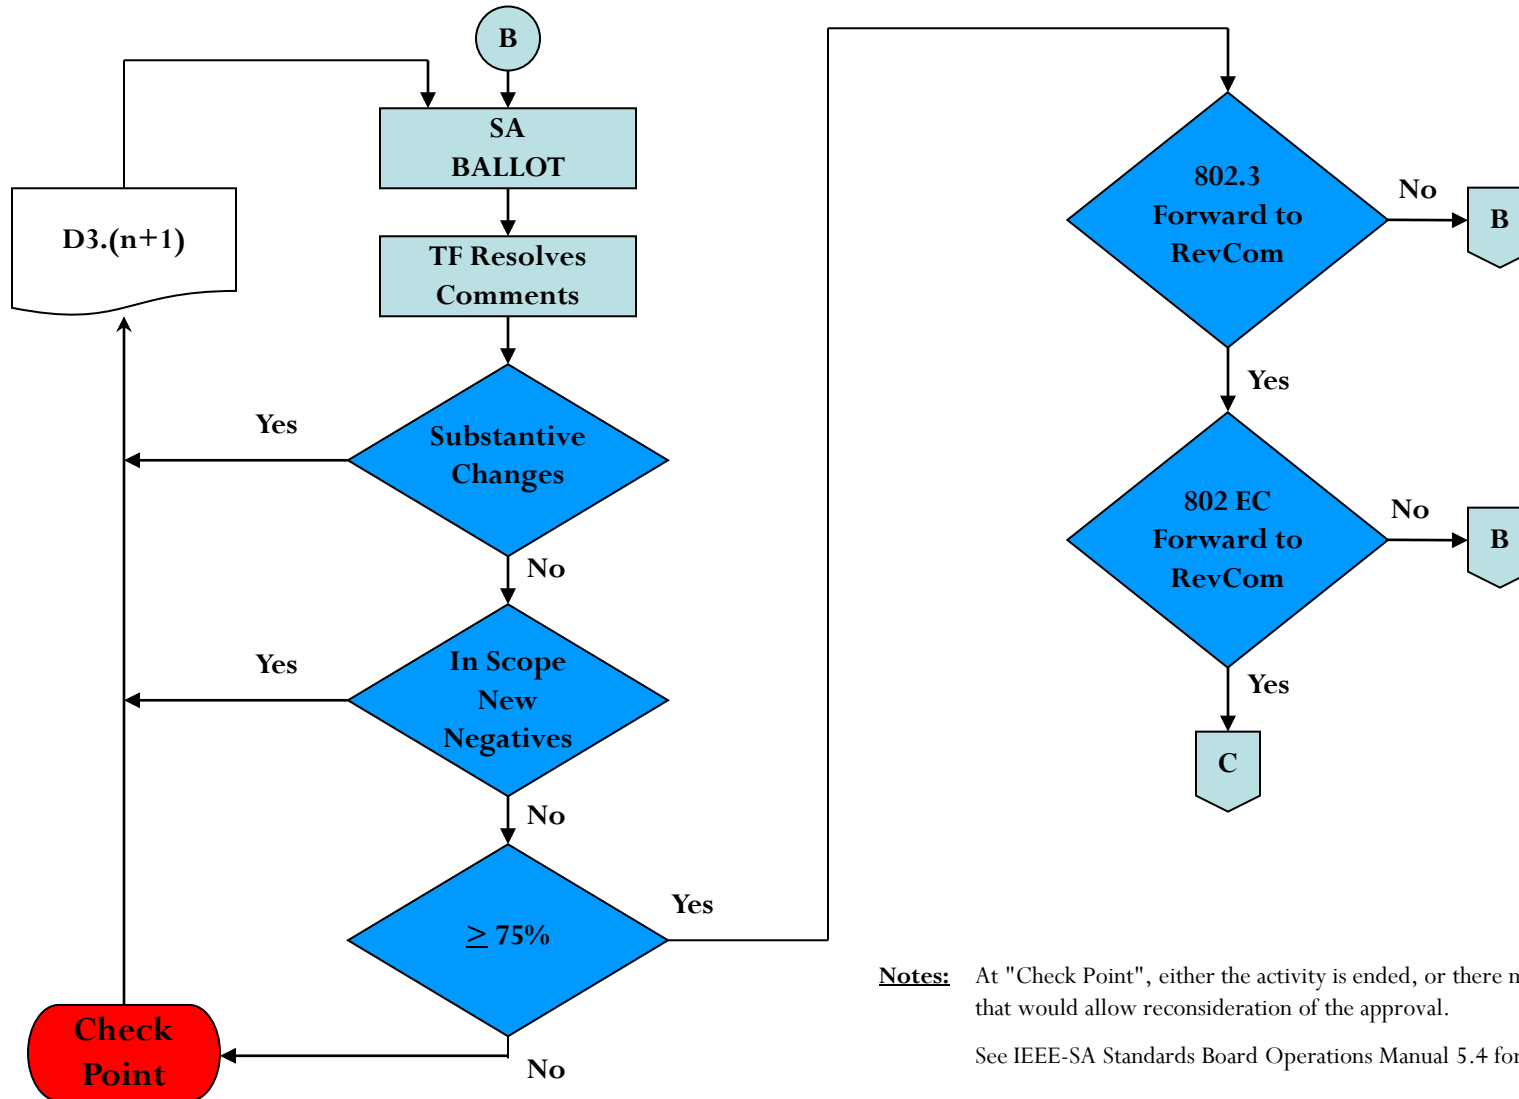 B
SA
BALLOT
D3.(n+1)
TF Resolves
Comments
Yes
Substantive
Changes
No
Yes
In Scope
New
Negatives
No
≥ 75%
Yes
Check
Point
No
802.3
Forward to
RevCom
No
B
Yes
802 EC
Forward to
RevCom
No
B
Yes
C
Notes: At "Check Point", either the activity is ended, or there
that would allow reconsideration of the approval.
See IEEE-SA Standards Board Operations Manual 5.4 for